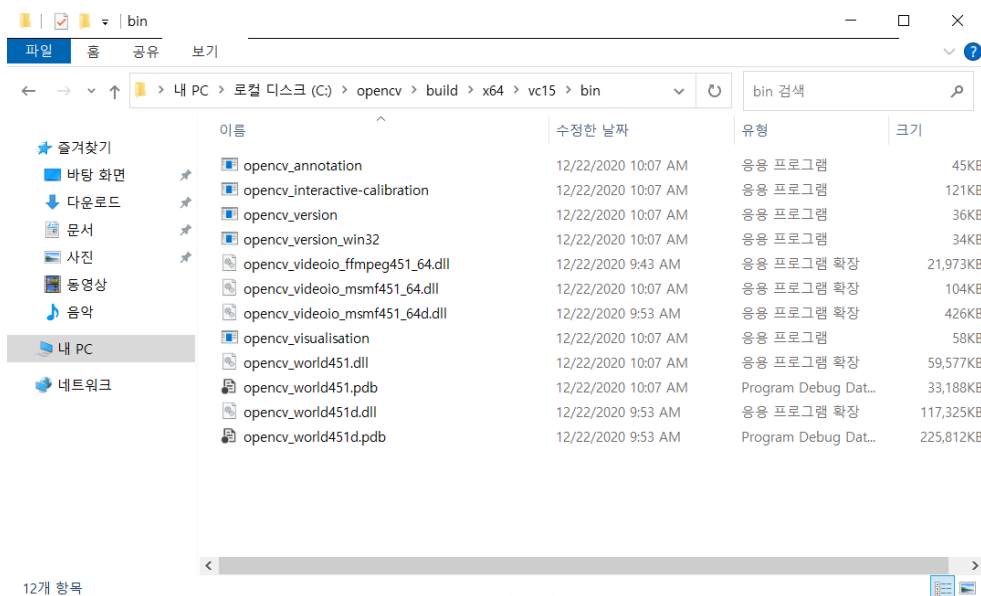 bin
파일 홈 공유 보기
내 PC 로컬 디스크 (C:) opencv build x64 vc15 bin bin 검색
이름 수정한 날짜 유형 크기
즐겨찾기
바탕 화면
다운로드
문서
사진
동영상
음악
내 PC
네트워크
opencv_annotation 12/22/2020 10:07 AM 응용 프로그램 45KB
opencv_interactive-calibration 12/22/2020 10:07 AM 응용 프로그램 121KB
opencv_version 12/22/2020 10:07 AM 응용 프로그램 36KB
opencv_version_win32 12/22/2020 10:07 AM 응용 프로그램 34KB
opencv_videoio_ffmpeg451_64.dll 12/22/2020 9:43 AM 응용 프로그램 확장 21,973KB
opencv_videoio_msmf451_64.dll 12/22/2020 10:07 AM 응용 프로그램 확장 104KB
opencv_videoio_msmf451_64d.dll 12/22/2020 9:53 AM 응용 프로그램 확장 426KB
opencv_visualisation 12/22/2020 10:07 AM 응용 프로그램 58KB
opencv_world451.dll 12/22/2020 10:07 AM 응용 프로그램 확장 59,577KB
opencv_world451.pdb 12/22/2020 10:07 AM Program Debug Dat... 33,188KB
opencv_world451d.dll 12/22/2020 9:53 AM 응용 프로그램 확장 117,325KB
opencv_world451d.pdb 12/22/2020 9:53 AM Program Debug Dat... 225,812KB
12개 항목